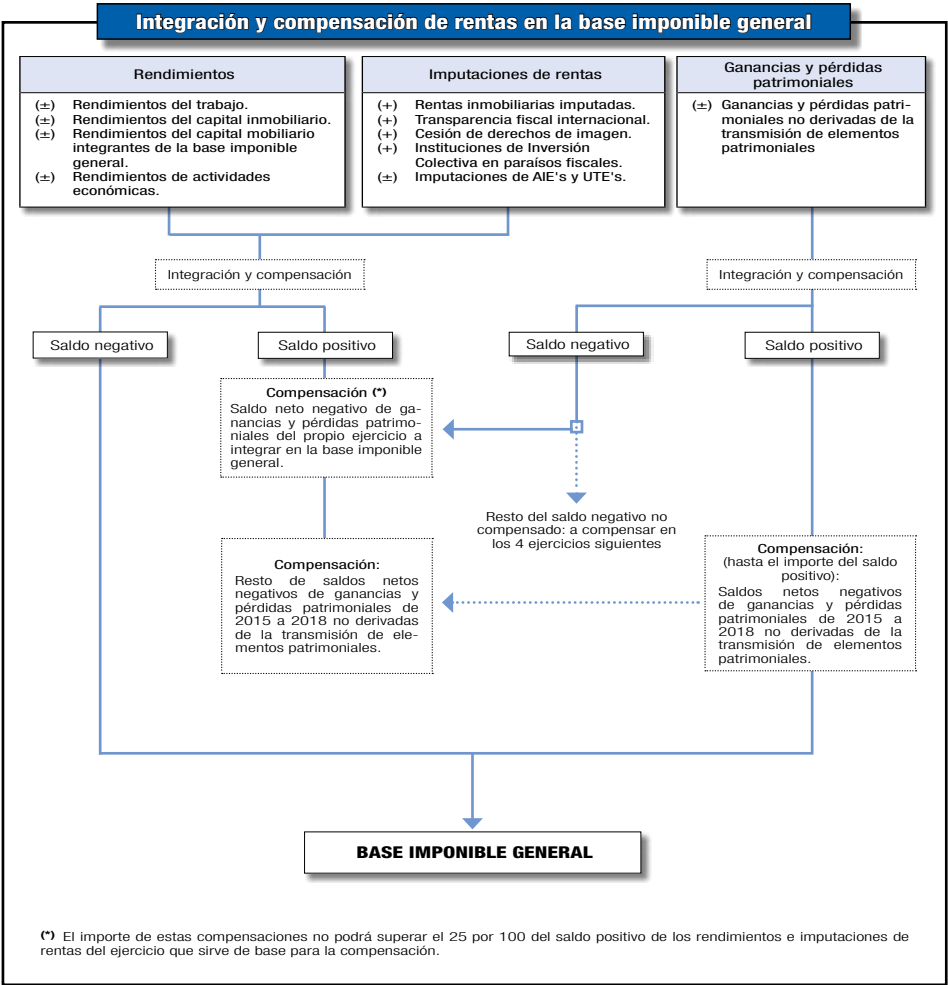 Integración y compensación de rentas en la base imponible general
Rendimientos
(±) Rendimientos del trabajo.
(±) Rendimientos del capital inmobiliario.
(±) Rendimientos del capital mobiliario
integrantes de la base imponible
general.
(±) Rendimientos de actividades
económicas.
Imputaciones de rentas
(+) Rentas inmobiliarias imputadas.
(+) Transparencia fiscal internacional.
(+) Cesión de derechos de imagen.
(+) Instituciones de Inversión
Colectiva en paraísos fiscales.
(±) Imputaciones de AIE's y UTE's.
Ganancias y pérdidas
patrimoniales
(±) Ganancias y pérdidas patri-
moniales no derivadas de la
transmisión de elementos
patrimoniales
Integración y compensación
Integración y compensación
Saldo negativo
Saldo positivo
Saldo negativo
Saldo positivo
Compensación (*)
Saldo neto negativo de ga-
nancias y pérdidas patrimo-
niales del propio ejercicio a
integrar en la base imponible
general.
Resto del saldo negativo no
compensado: a compensar en
los 4 ejercicios siguientes
Compensación:
Resto de saldos netos
negativos de ganancias y
pérdidas patrimoniales de
2015 a 2018 no derivadas
de la transmisión de ele-
mentos patrimoniales.
Compensación:
(hasta el importe del saldo
positivo):
Saldos netos negativos
de ganancias y pérdidas
patrimoniales de 2015 a
2018 no derivadas de la
transmisión de elementos
patrimoniales.
BASE IMPONIBLE GENERAL
(*) El importe de estas compensaciones no podrá superar el 25 por 100 del saldo positivo de los rendimientos e imputaciones de
rentas del ejercicio que sirve de base para la compensación.